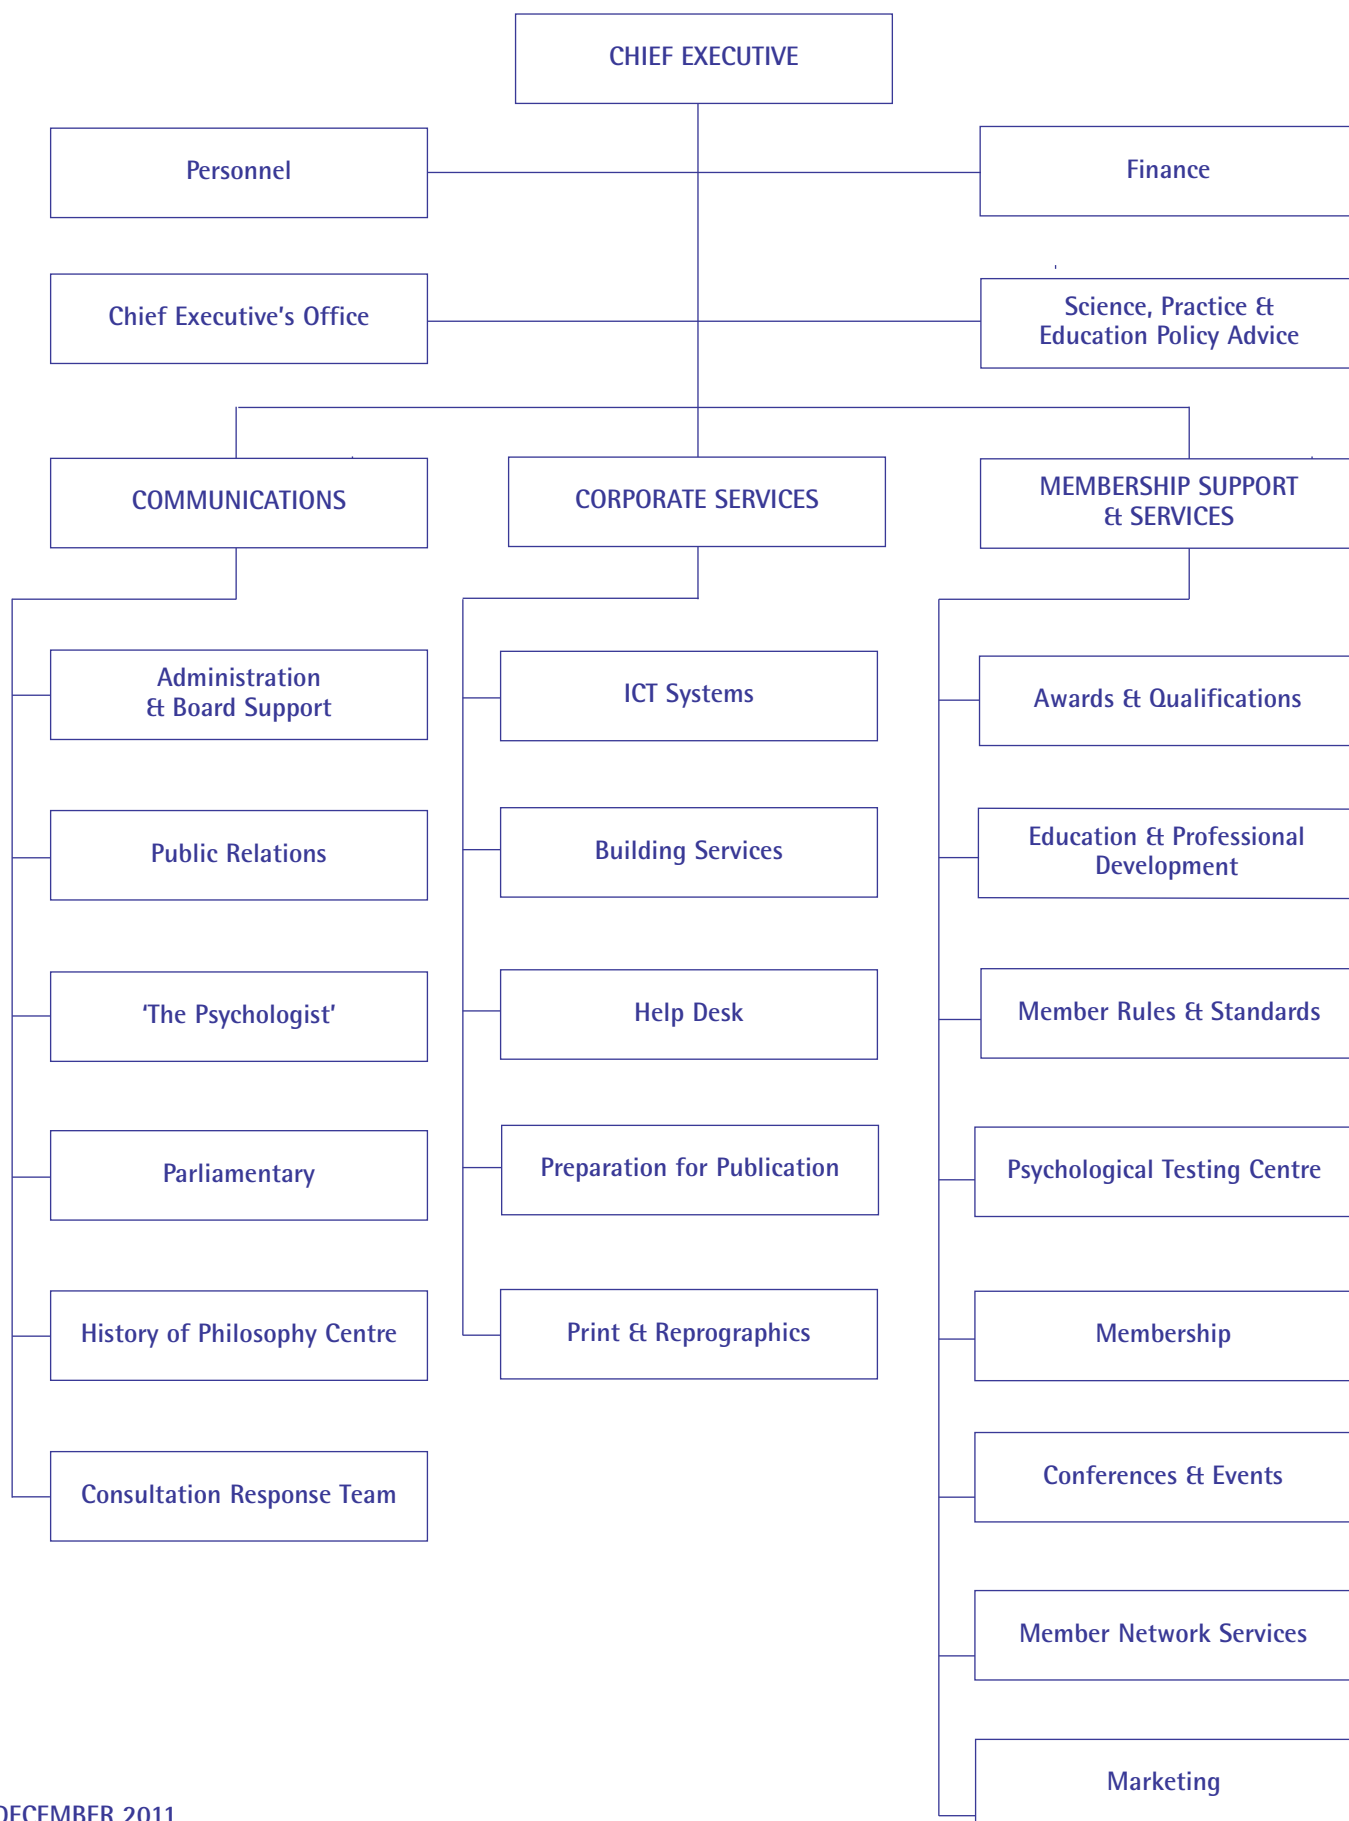 CHIEF EXECUTIVE
Personnel
Finance
Chief Executive's Office
Science, Practice &
Education Policy Advice
COMMUNICATIONS
CORPORATE SERVICES
MEMBERSHIP SUPPORT
& SERVICES
Administration
& Board Support
ICT Systems
Awards & Qualifications
Public Relations
Building Services
Education & Professional
Development
‘The Psychologist’
Help Desk
Member Rules & Standards
Parliamentary
Preparation for Publication
Psychological Testing Centre
History of Philosophy Centre
Print & Reprographics
Membership
Consultation Response Team
Conferences & Events
Member Network Services
Marketing
DECEMBER 2011